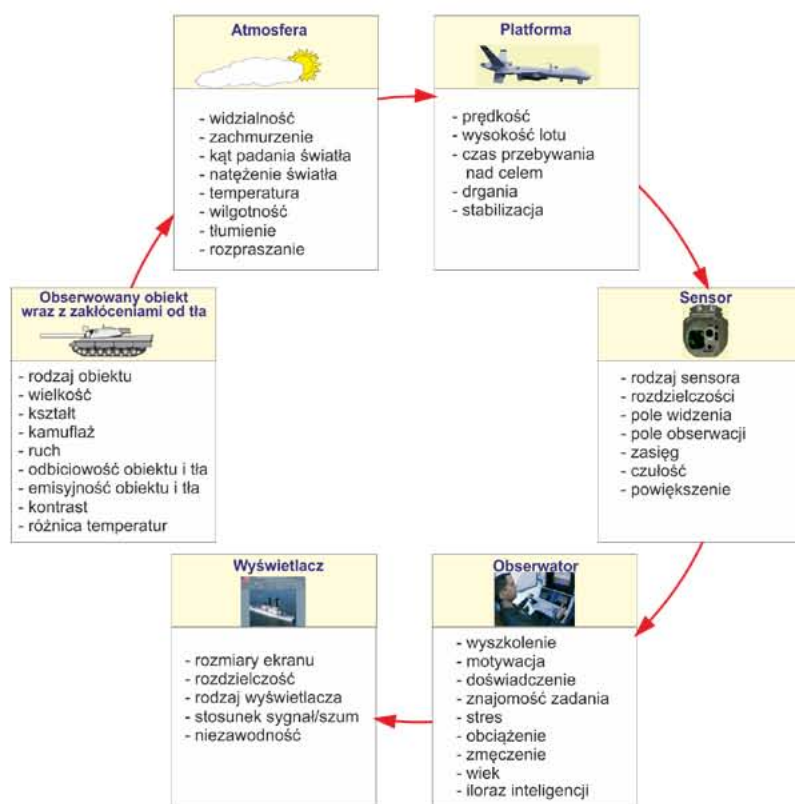 Atmosfera
- widzialność
- zachmurzenie
- kąt padania światła
- natężenie światła
- temperatura
- wilgotność
- tłumienie
- rozpraszanie
Platforma
- prędkość
- wysokość lotu
- czas przebywania
nad celem
- drgania
- stabilizacja
Sensor
- rodzaj sensora
- rozdzielczości
- pole widzenia
- pole obserwacji
- zasięg
- czułość
- powiększenie
Obserwator
- wyszkolenie
- motywacja
- doświadczenie
- znajomość zadania
- stres
- obciążenie
- zmęczenie
- wiek
- iloraz inteligencji
Wyświetlacz
- rozmiary ekranu
- rozdzielczość
- rodzaj wyświetlacza
- stosunek sygnał/szum
- niezawodność
Obserwowany obiekt
wraz z zakłóceniami od tła
- rodzaj obiektu
- wielkość
- kształt
- kamuflaż
- ruch
- odbiciowość obiektu i tła
- emisyjność obiektu i tła
- kontrast
- różnica temperatur